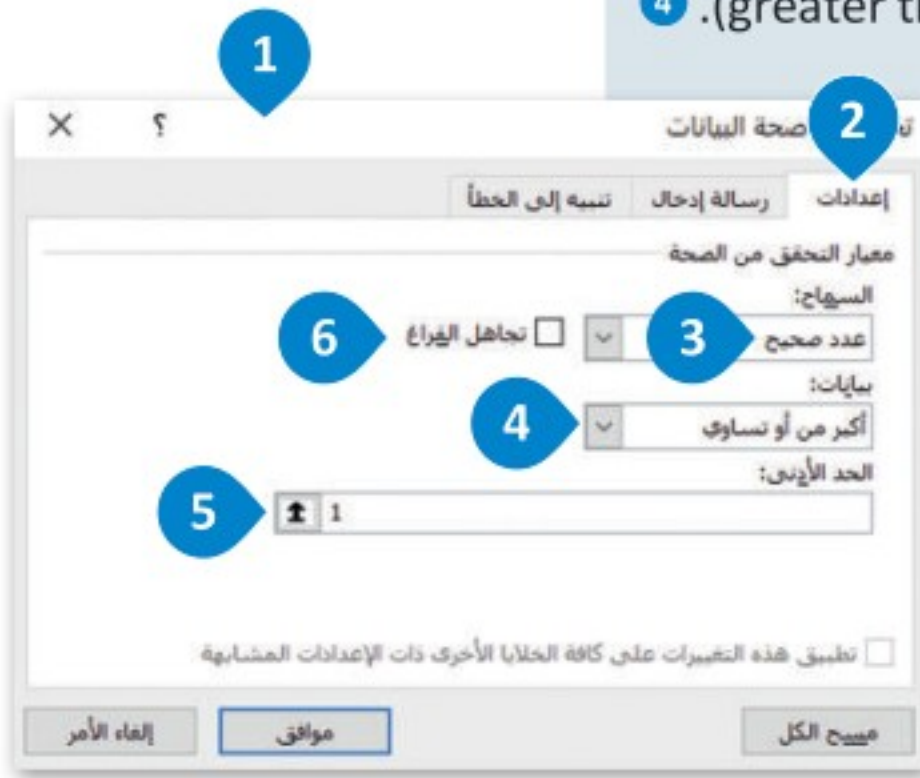 4 .(greater th
1
صحة البيانات
2
إعدادات رسالة إدخال تنبيه إلى الخطأ
معيار التحقق من الصحة
السماح:
عدد صحيح 3 تجاهل الفراغ 6
بيانات:
أكبر من أو تساوي 4
الحد الأدنى:
1 5
تطبيق هذه التغييرات على كافة الخلايا الأخرى ذات الإعدادات المشابهة
مسح الكل موافق إلغاء الأمر